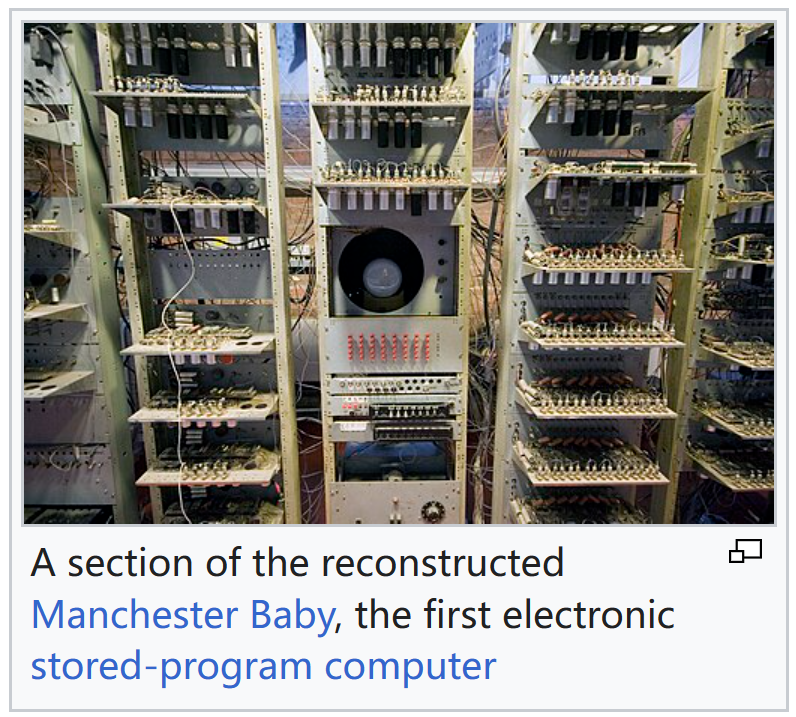 A section of the reconstructed
Manchester Baby, the first electronic
stored-program computer